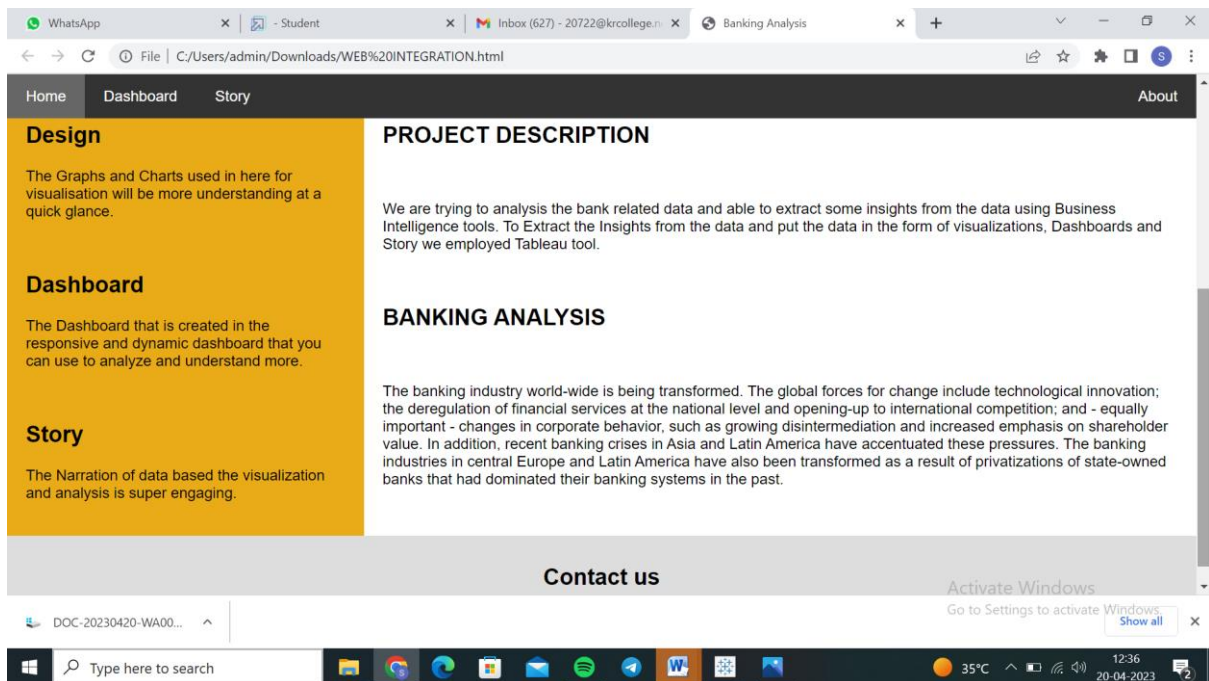 WhatsApp
- Student
Inbox (627) - 20722@krcollege.n
Banking Analysis
File | C:/Users/admin/Downloads/WEB%20INTEGRATION.html
S
Home
Dashboard
Story
About
Design
The Graphs and Charts used in here for
visualisation will be more understanding at a
quick glance.
Dashboard
The Dashboard that is created in the
responsive and dynamic dashboard that you
can use to analyze and understand more.
Story
The Narration of data based the visualization
and analysis is super engaging.
PROJECT DESCRIPTION
We are trying to analysis the bank related data and able to extract some insights from the data using Business
Intelligence tools. To Extract the Insights from the data and put the data in the form of visualizations, Dashboards and
Story we employed Tableau tool.
BANKING ANALYSIS
The banking industry world-wide is being transformed. The global forces for change include technological innovation;
the deregulation of financial services at the national level and opening-up to international competition; and - equally
important - changes in corporate behavior, such as growing disintermediation and increased emphasis on shareholder
value. In addition, recent banking crises in Asia and Latin America have accentuated these pressures. The banking
industries in central Europe and Latin America have also been transformed as a result of privatizations of state-owned
banks that had dominated their banking systems in the past.
Contact us
Activate Windows
Go to Settings to activate Windows.
DOC-20230420-WA00...
Show all
Type here to search
W
35°C
12:36
20-04-2023
2